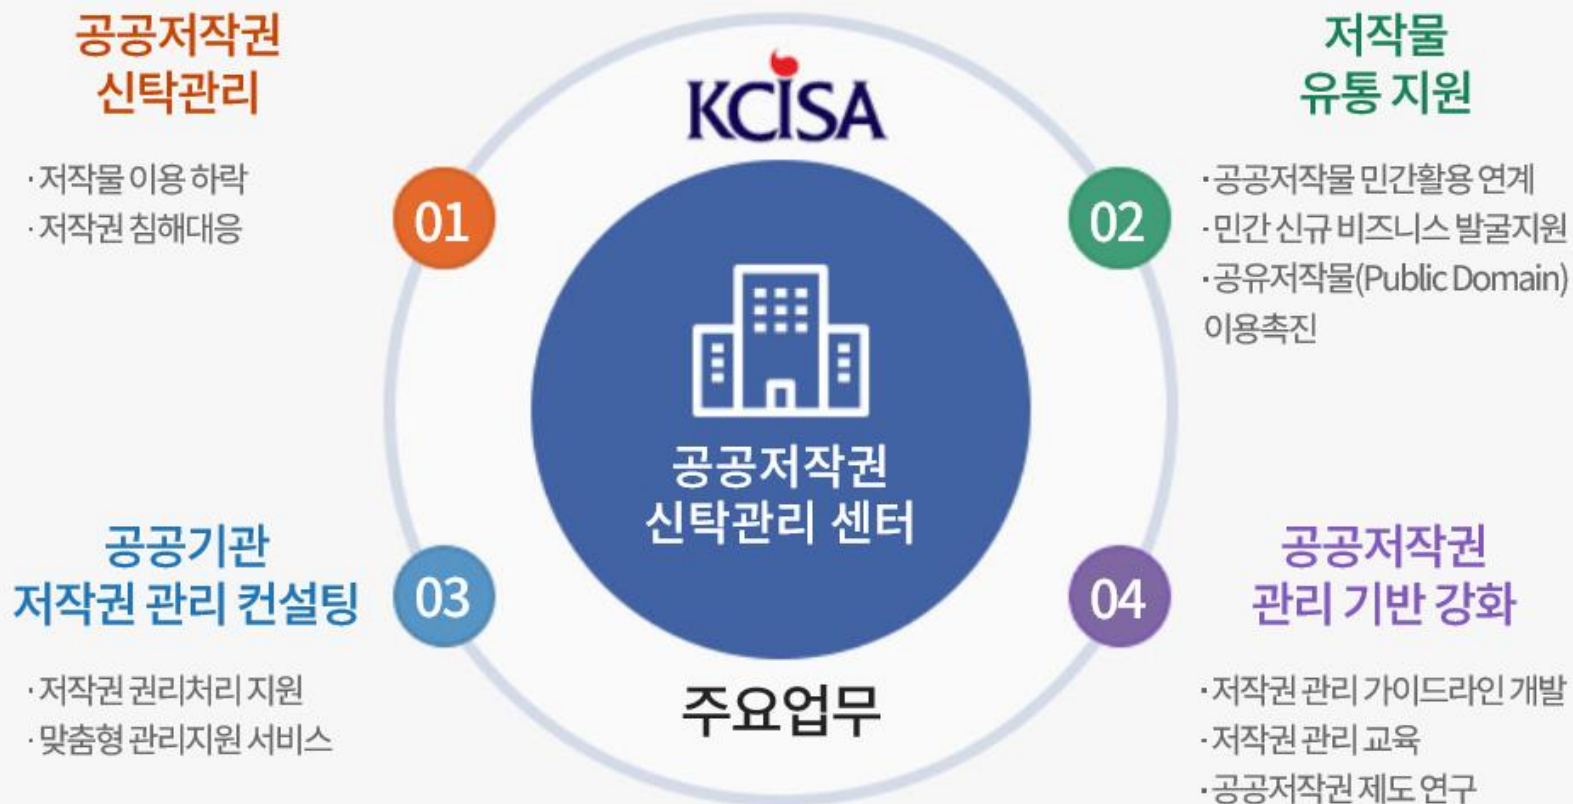 KCISA
공공저작권
신탁관리 센터
주요업무
01
공공저작권
신탁관리
·저작물 이용 하락
·저작권 침해대응
02
저작물
유통 지원
·공공저작물 민간활용 연계
·민간 신규 비즈니스 발굴지원
·공유저작물(Public Domain)
이용촉진
03
공공기관
저작권 관리 컨설팅
·저작권 권리처리 지원
·맞춤형 관리지원 서비스
04
공공저작권
관리 기반 강화
·저작권 관리 가이드라인 개발
·저작권 관리 교육
·공공저작권 제도 연구